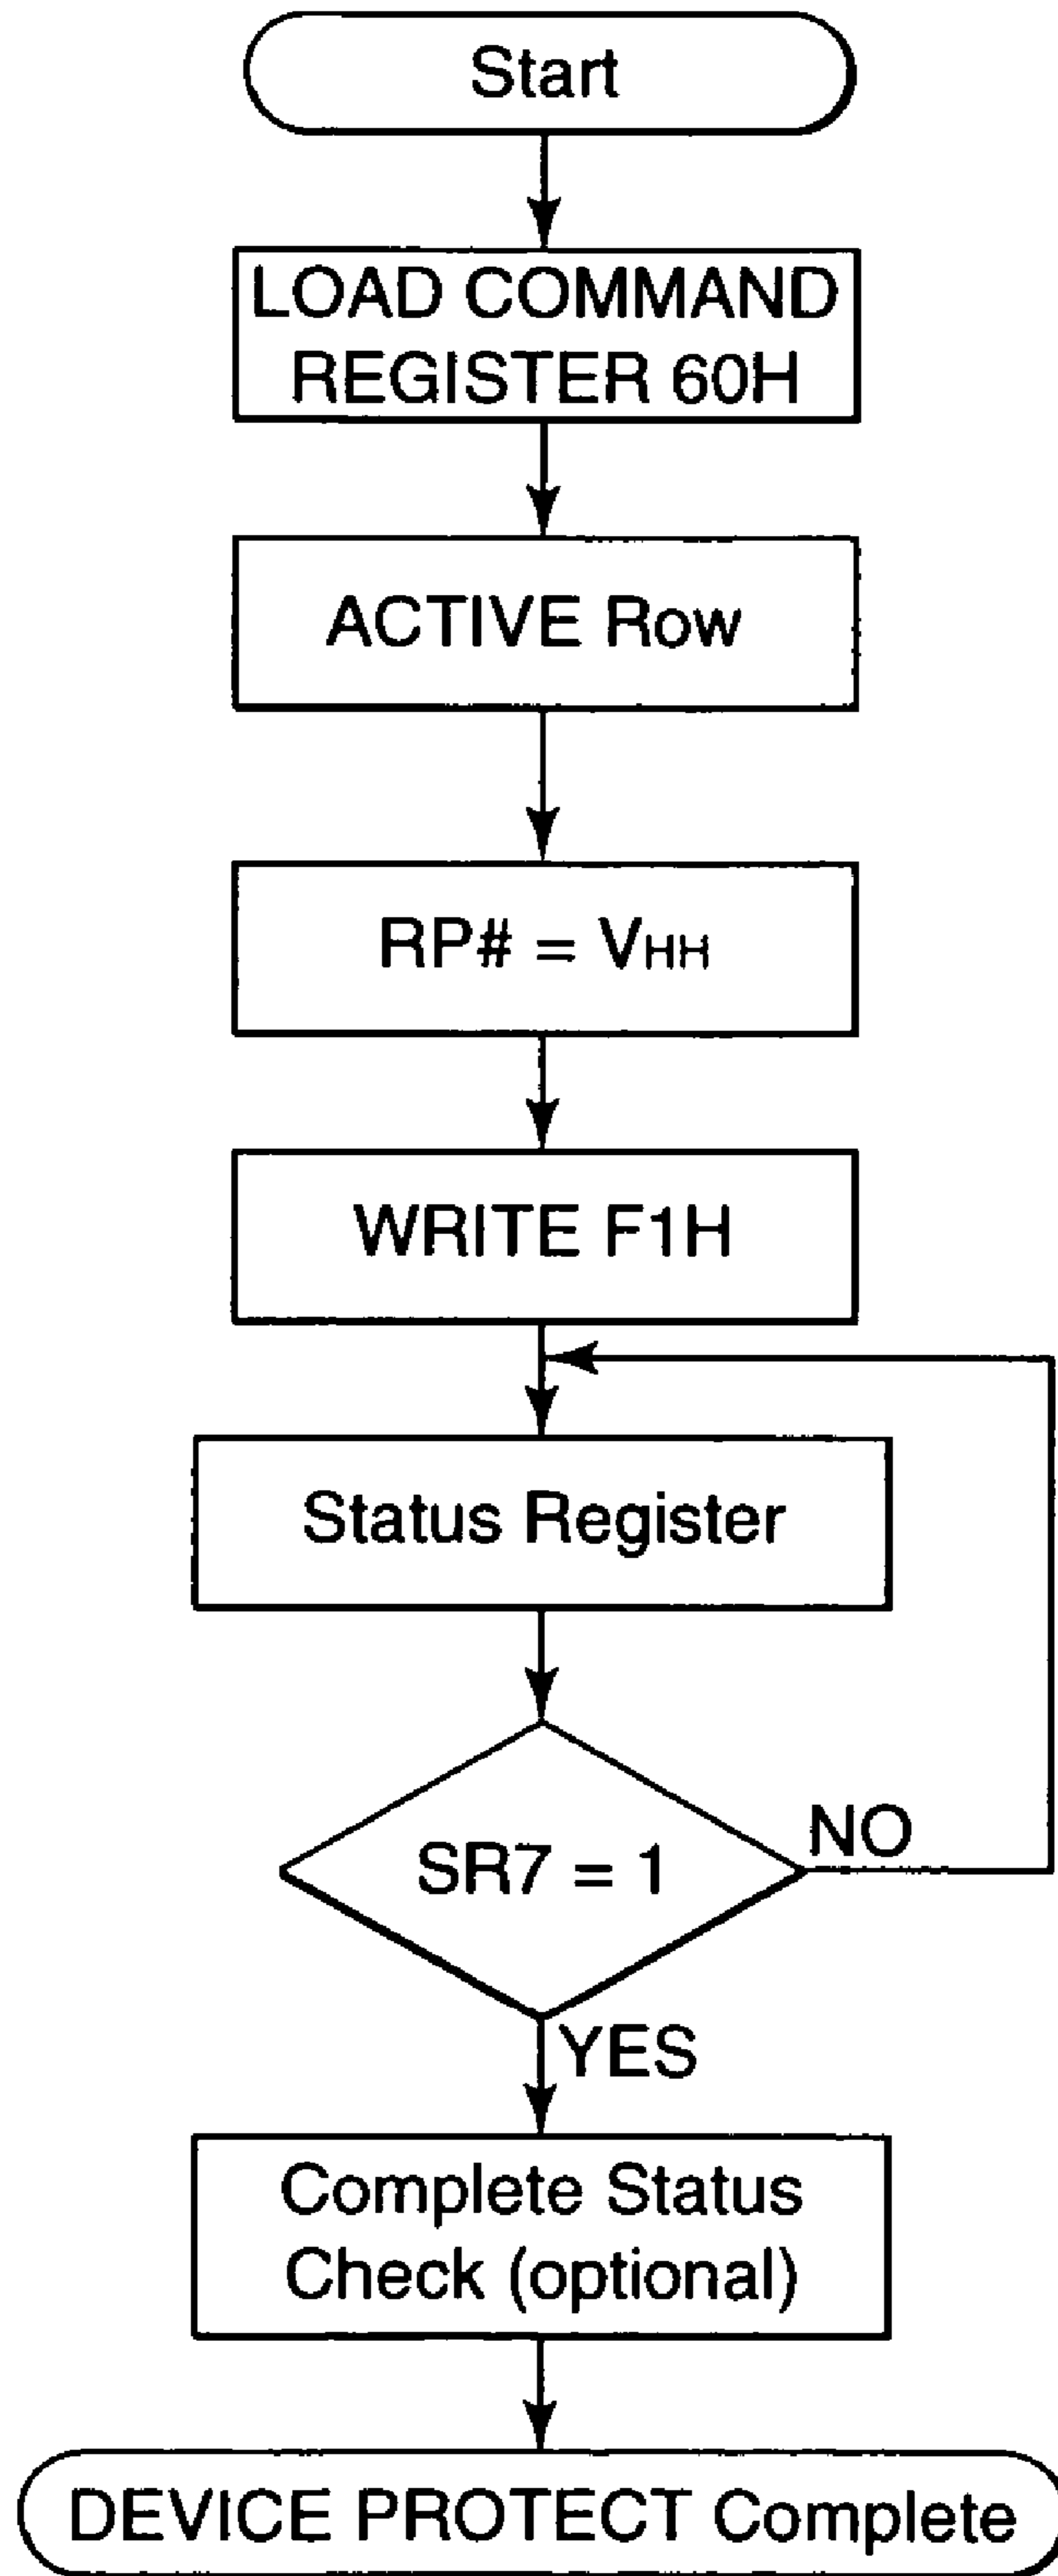 Start
LOAD COMMAND
REGISTER 60H
ACTIVE Row
RP# = VHH
WRITE F1H
Status Register
SR7 = 1
NO
YES
Complete Status
Check (optional)
DEVICE PROTECT Complete